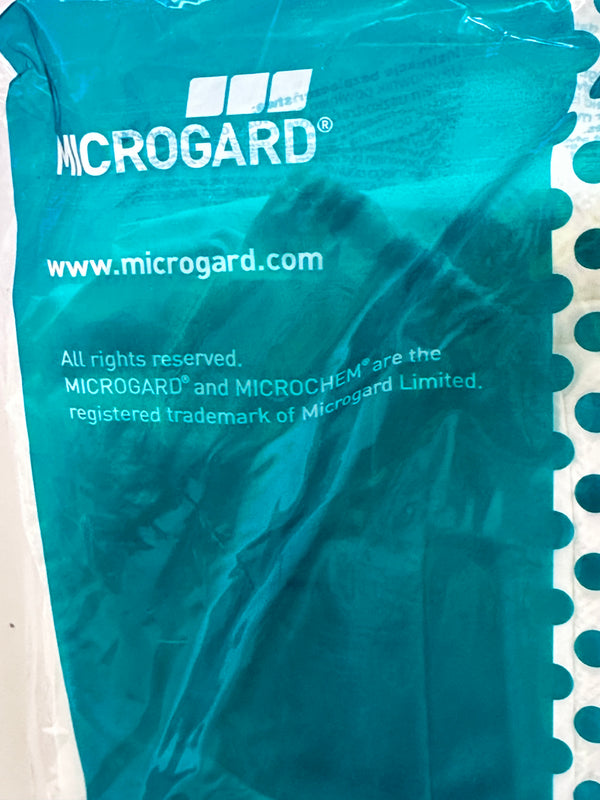 MICROGARD®
www.microgard.com
All rights reserved.
MICROGARD® and MICROCHEM® are the
registered trademark of Microgard Limited.